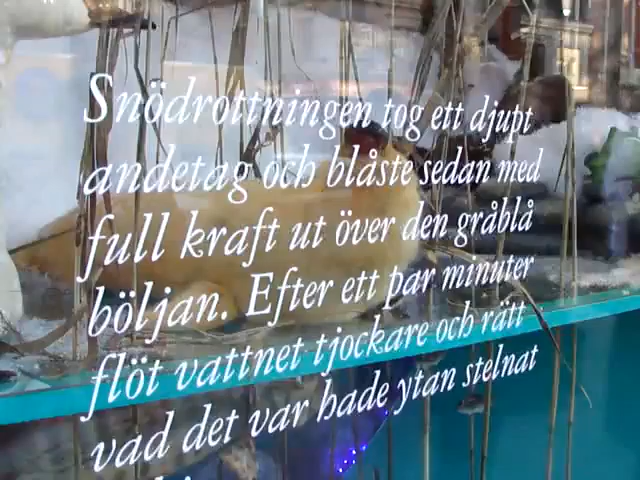 Snödrottningen tog ett djupt
andetag och blåste sedan med
full kraft ut över den gråblå
böljan. Efter ett par minuter
flöt vattnet tjockare och rätt
vad det var hade ytan stelnat